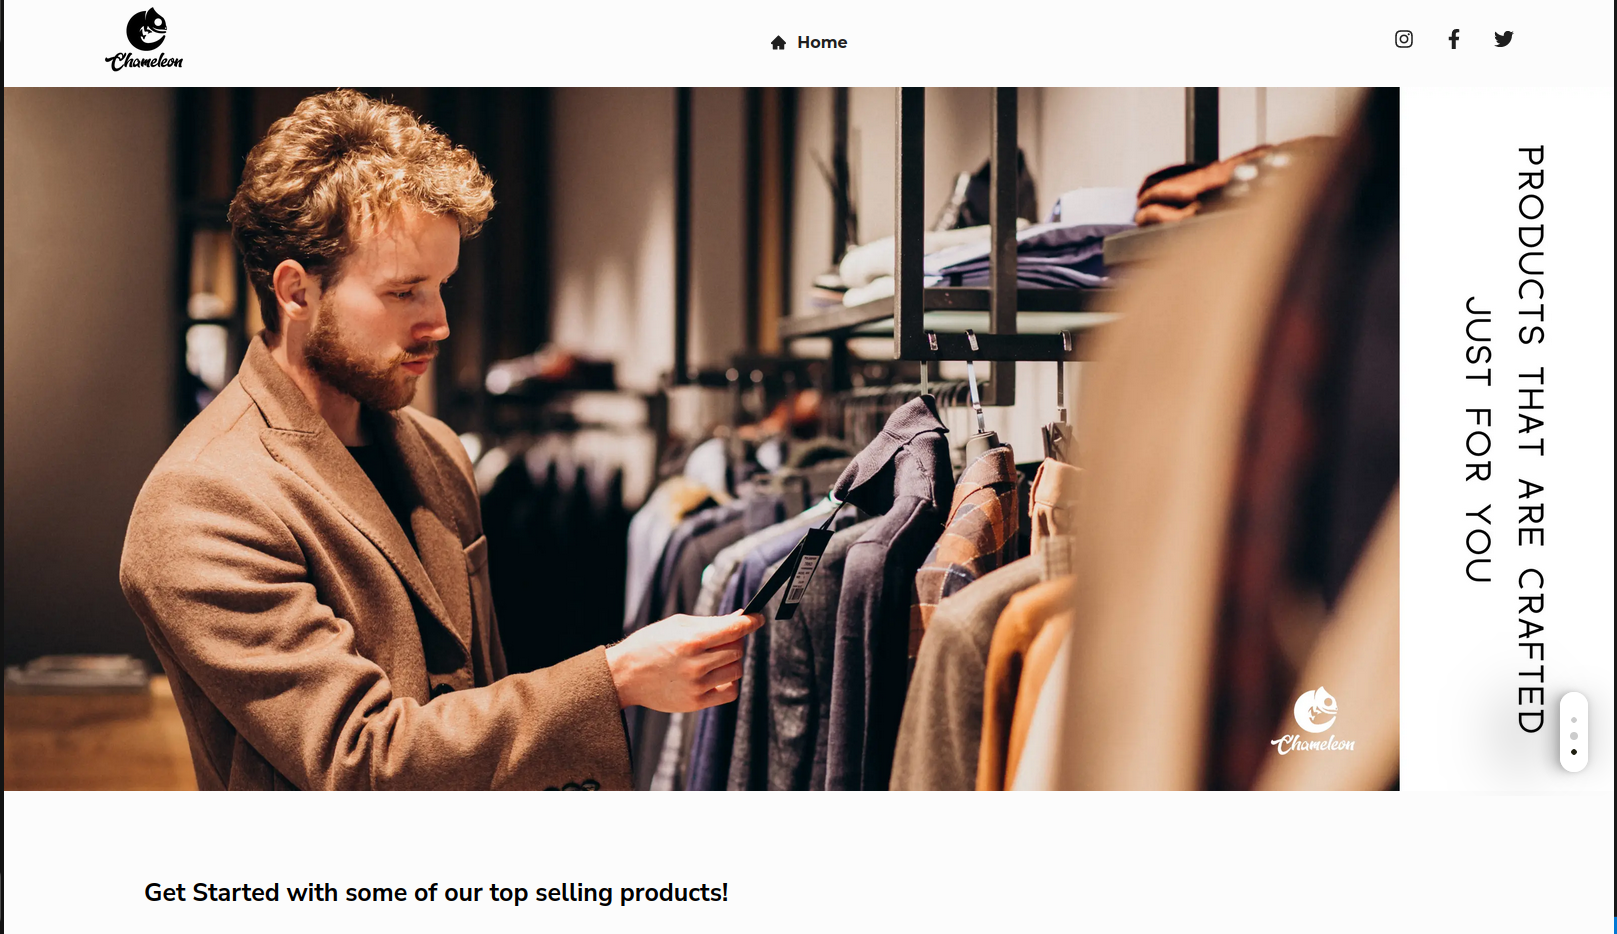 Chameleon
Home
PRODUCTS THAT ARE CRAFTED
JUST FOR YOU
Chameleon
Get Started with some of our top selling products!